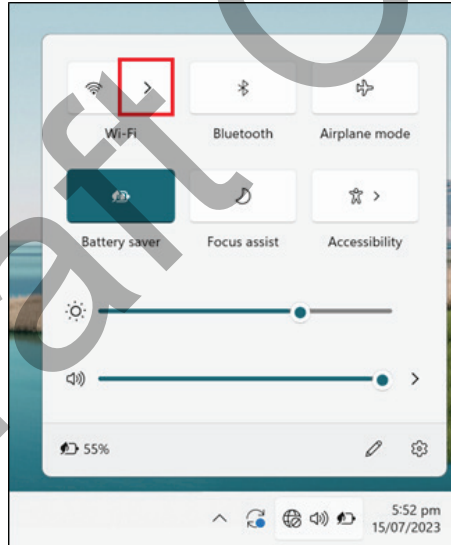 Wi-Fi Bluetooth Airplane mode
Battery saver Focus assist Accessibility
55%
5:52 pm
15/07/2023